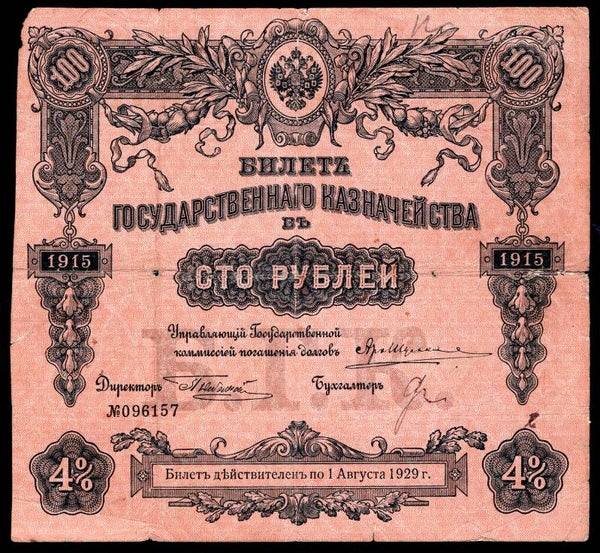 100 100
БИЛЕТЪ
ГОСУДАРСТВЕННАГО КАЗНАЧЕЙСТВА
ВЪ
1915 СТО РУБЛЕЙ 1915
Управляющій Государственной
коммиссіей погашенія долговъ
Директоръ Бухгалтеръ
№096157
4% 4%
Билетъ дѣйствителенъ по 1 Августа 1929 г.